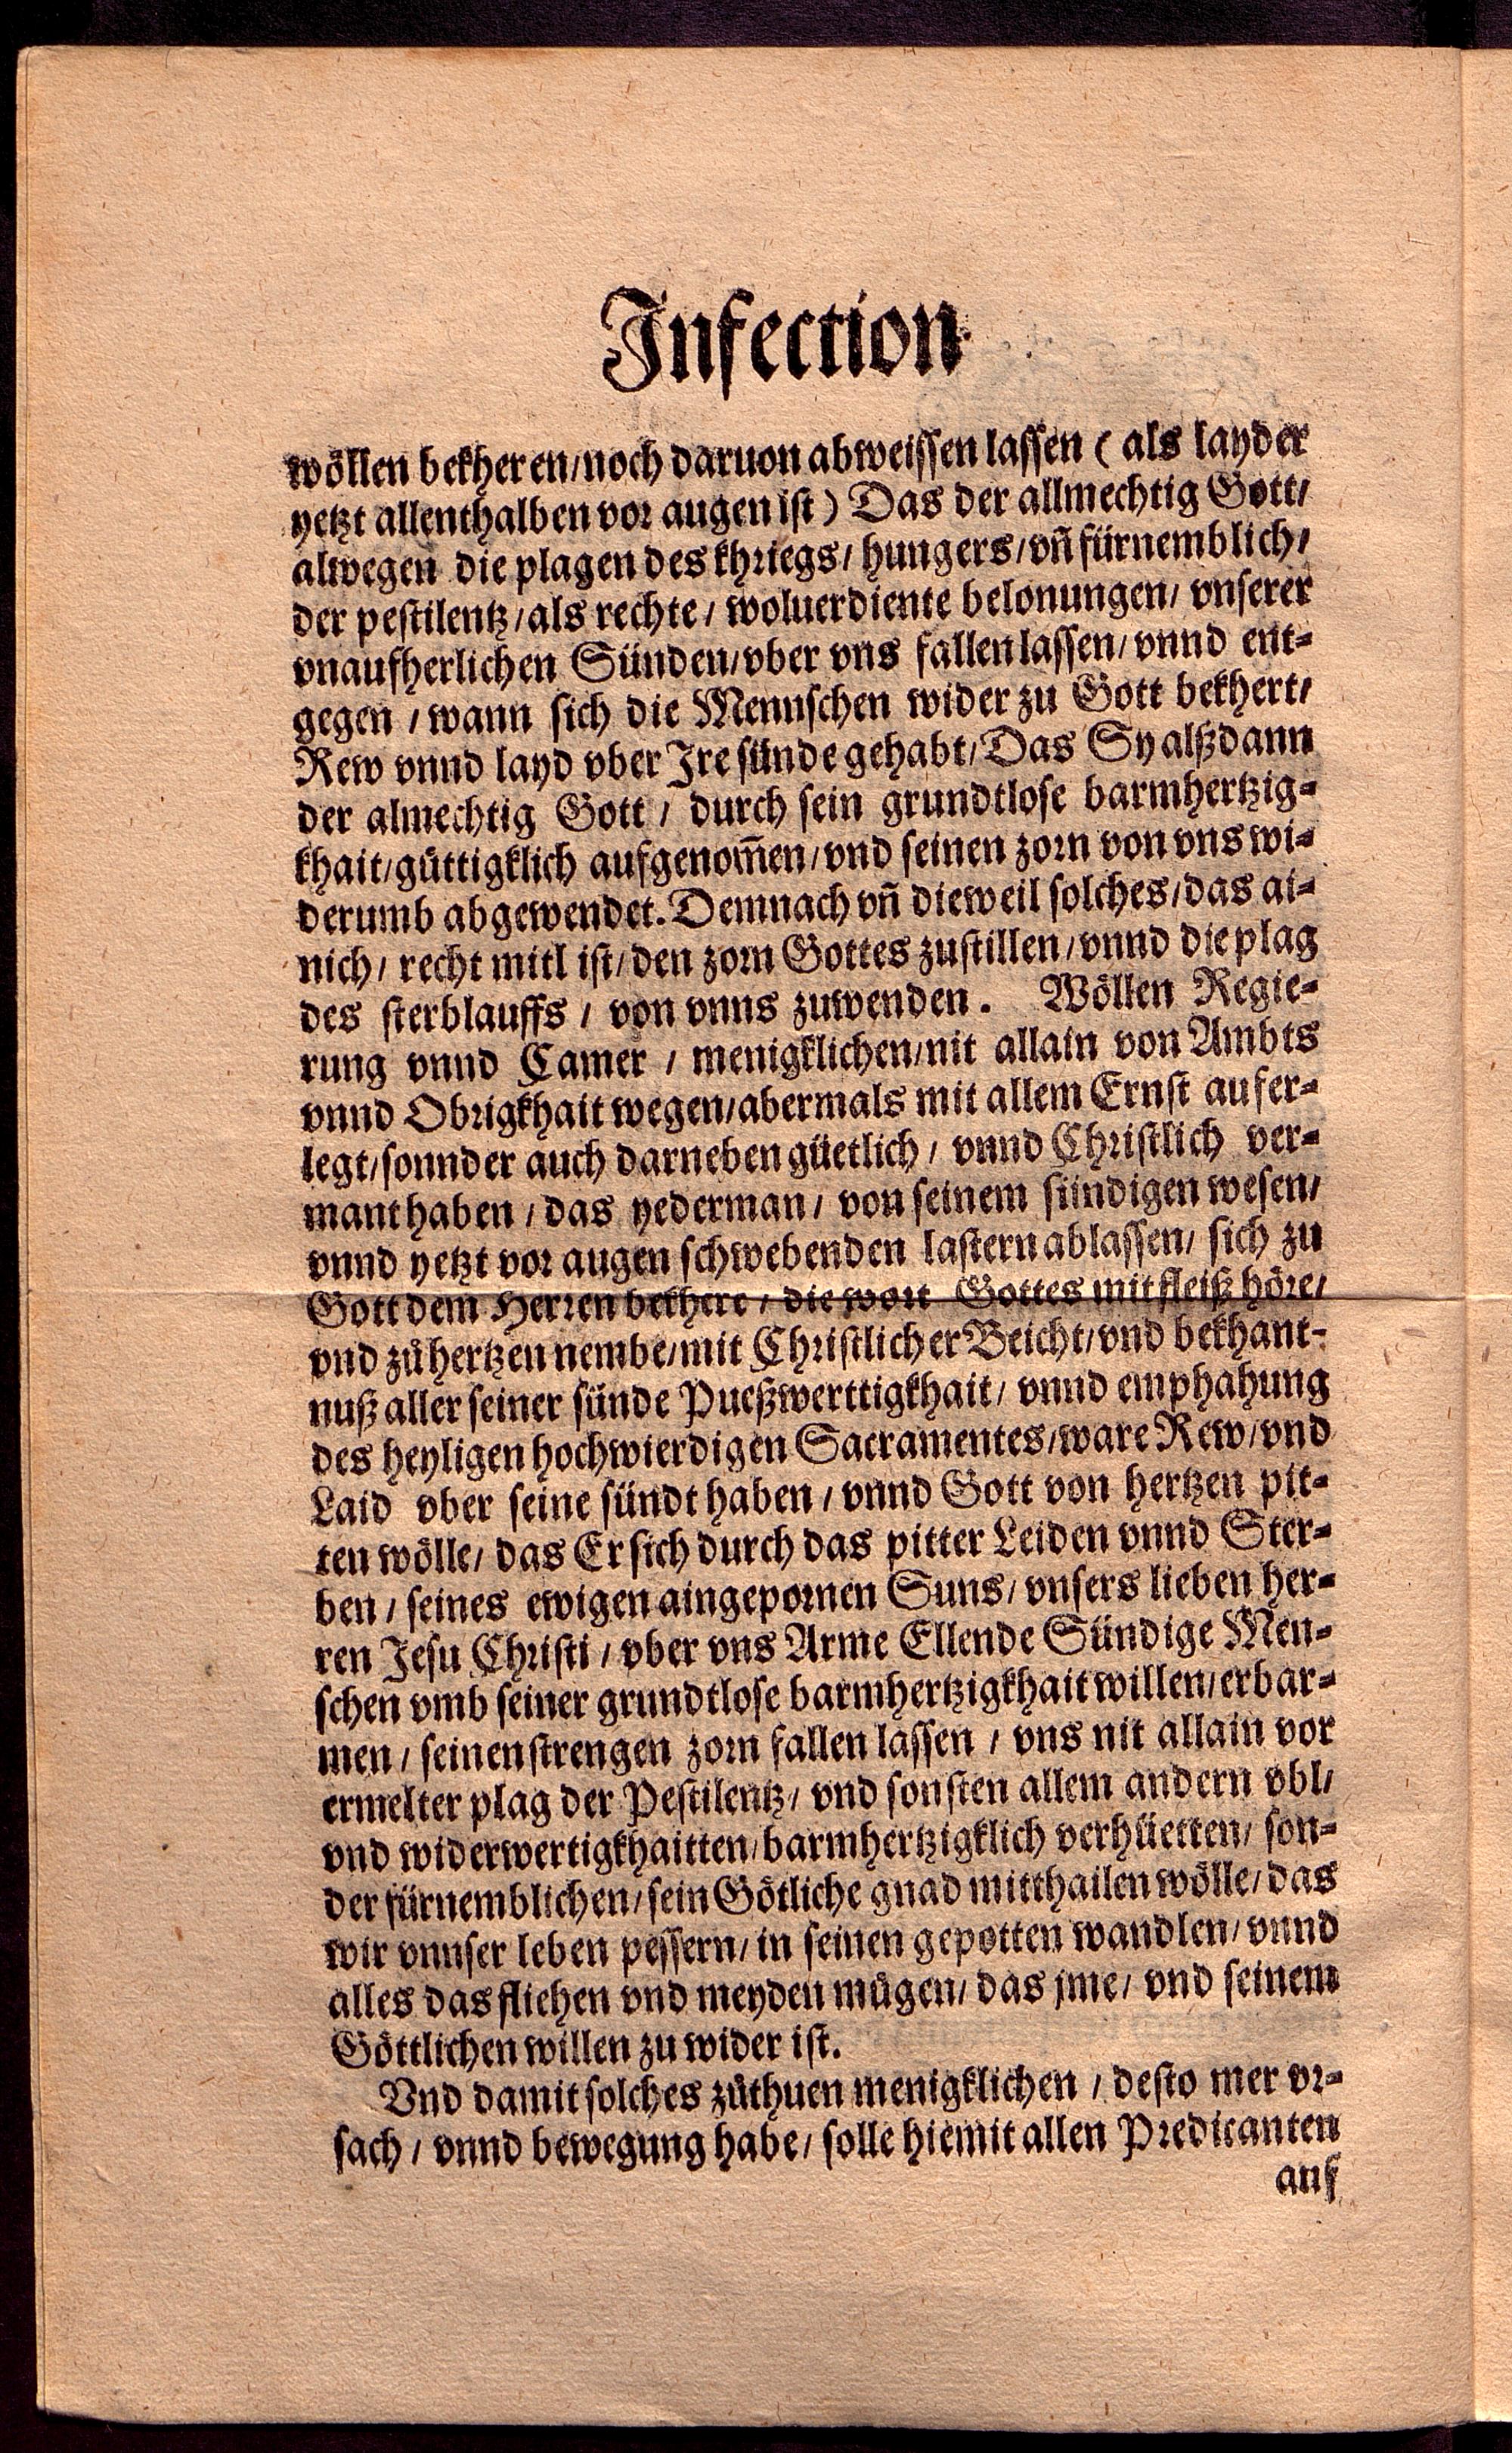 Infection
wöllen bekheren/noch daruon abweissen lassen ( als layder
yetzt allenthalben vor augen ist ) Das der allmechtig Gott/
alwegen die plagen des khriegs/ hungers/ vñ fürnemblich/
der pestilentz/als rechte/ woluerdiente belonungen/ vnserer
vnaufherlichen Sünden/vber vns fallen lassen/ vnnd ent-
gegen / wann sich die Mennschen wider zu Gott bekhert/
Rew vnnd layd vber Ire sünde gehabt/ Das Sy alßdann
der almechtig Gott / durch sein grundtlose barmhertzig-
khait/güttigklich aufgenom̃en/vnd seinen zorn von vns wi-
derumb abgewendet. Demnach vñ dieweil solches/das ai-
nich/ recht mitl ist/ den zorn Gottes zustillen/vnnd die plag
des sterblauffs / von vnns zuwenden. Wöllen Regie-
rung vnnd Camer / menigklichen/nit allain von Ambts
vnnd Obrigkhait wegen/abermals mit allem Ernst aufer-
legt/sonnder auch darneben güetlich / vnnd Christlich ver-
mant haben / das yederman / von seinem sündigen wesen/
vnnd yetzt vor augen schwebenden lastern ablassen/ sich zu
Gott dem Herren bekhere / die wort Gottes mit fleiß höre/
vnd zů hertzen nembe/mit Christlicher Beicht/vnd bekhant-
nuß aller seiner sünde Pueßwerttigkhait/ vnnd emphahung
des heyligen hochwierdigen Sacramentes/ware Rew/vnd
Laid vber seine sündt haben / vnnd Gott von hertzen pit-
ten wölle/ das Er sich durch das pitter Leiden vnnd Ster-
ben / seines ewigen aingepornen Suns/ vnsers lieben her-
ren Jesu Christi / vber vns Arme Ellende Sündige Men-
schen vmb seiner grundtlose barmhertzigkhait willen/erbar-
men / seinen strengen zorn fallen lassen / vns nit allain vor
ermelter plag der Pestilentz/ vnd sonsten allem andern vbl/
vnd widerwertigkhaitten/barmhertzigklich verhüetten/ son-
der fürnemblichen/sein Götliche gnad mitthailen wölle/das
wir vnnser leben pessern/ in seinen gepotten wandlen/ vnnd
alles das fliehen vnd meyden mügen/ das jme/ vnd seinem
Göttlichen willen zu wider ist.
Vnd damit solches zůthuen menigklichen / desto mer vr-
sach / vnnd bewegung habe/ solle hiemit allen Predicanten
auf